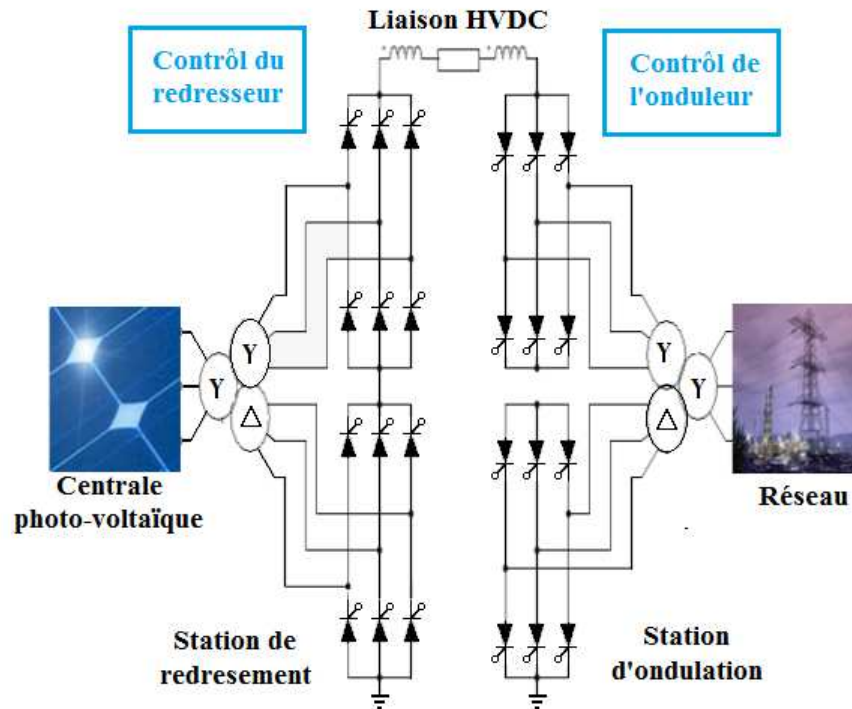 Liaison HVDC
Contrôl du
redresseur
Contrôl de
l'onduleur
Y
Y
Δ
Y
Y
Δ
Centrale
photo-voltaïque
Réseau
Station de
redresement
Station
d'ondulation